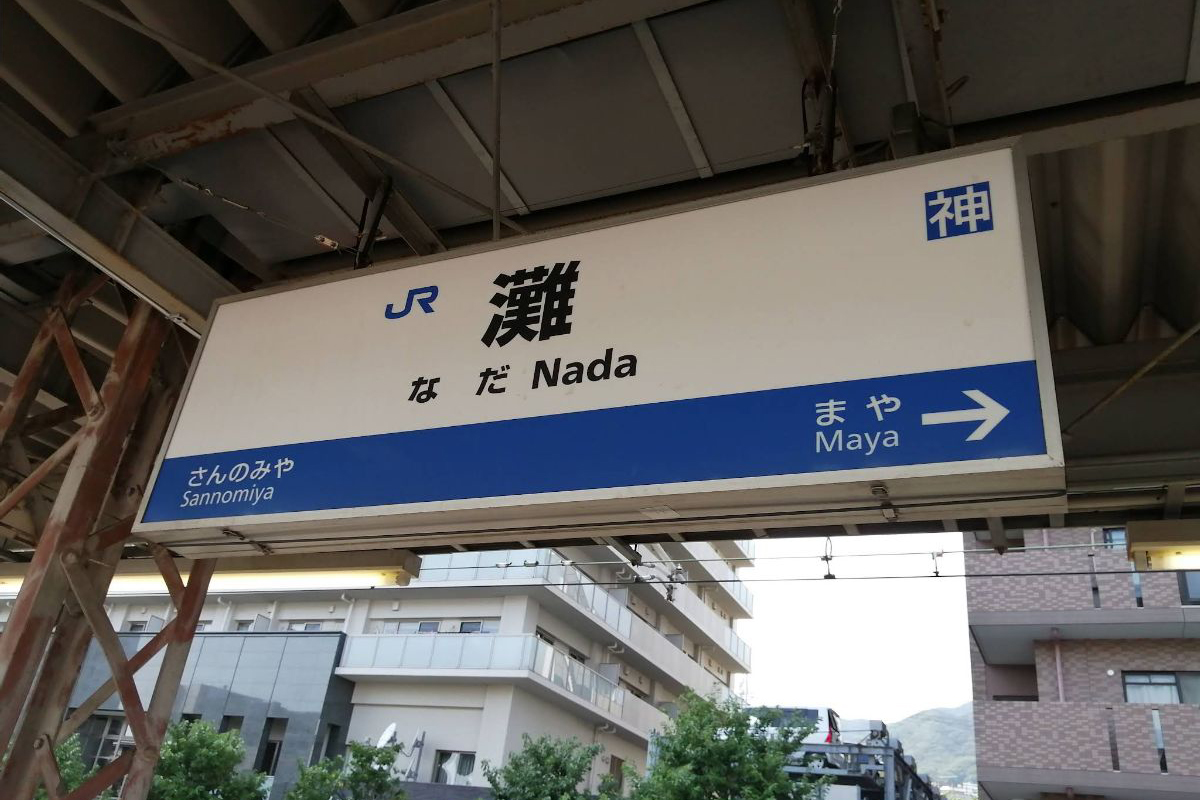 神
JR 灘
なだ Nada
まや
Maya
さんのみや
Sannomiya